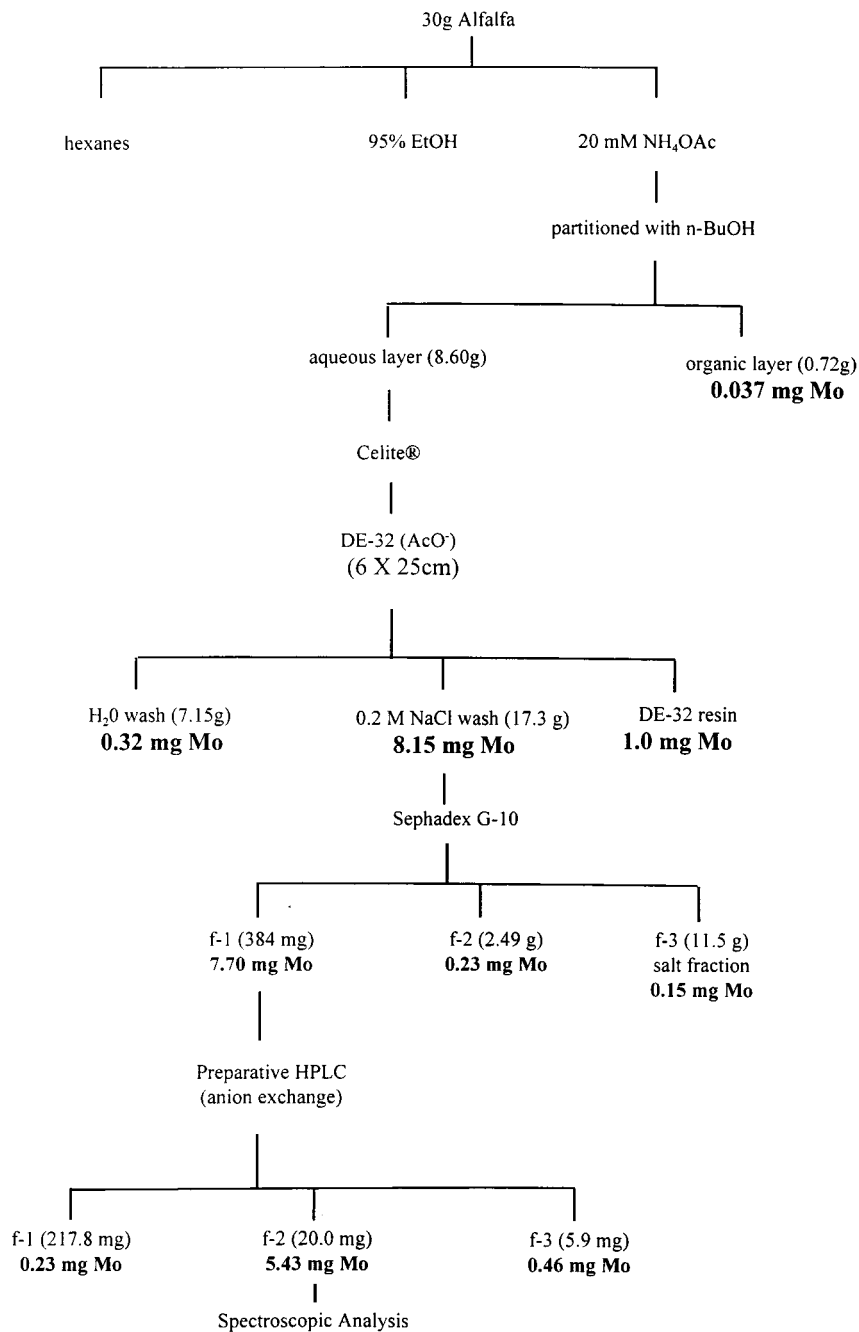 30g Alfalfa
hexanes
95% EtOH
20 mM NH₄OAc
partitioned with n-BuOH
aqueous layer (8.60g)
organic layer (0.72g)
0.037 mg Mo
Celite®
DE-32 (AcO⁻)
(6 X 25cm)
H₂0 wash (7.15g)
0.32 mg Mo
0.2 M NaCl wash (17.3 g)
8.15 mg Mo
DE-32 resin
1.0 mg Mo
Sephadex G-10
f-1 (384 mg)
7.70 mg Mo
f-2 (2.49 g)
0.23 mg Mo
f-3 (11.5 g)
salt fraction
0.15 mg Mo
Preparative HPLC
(anion exchange)
f-1 (217.8 mg)
0.23 mg Mo
f-2 (20.0 mg)
5.43 mg Mo
f-3 (5.9 mg)
0.46 mg Mo
Spectroscopic Analysis